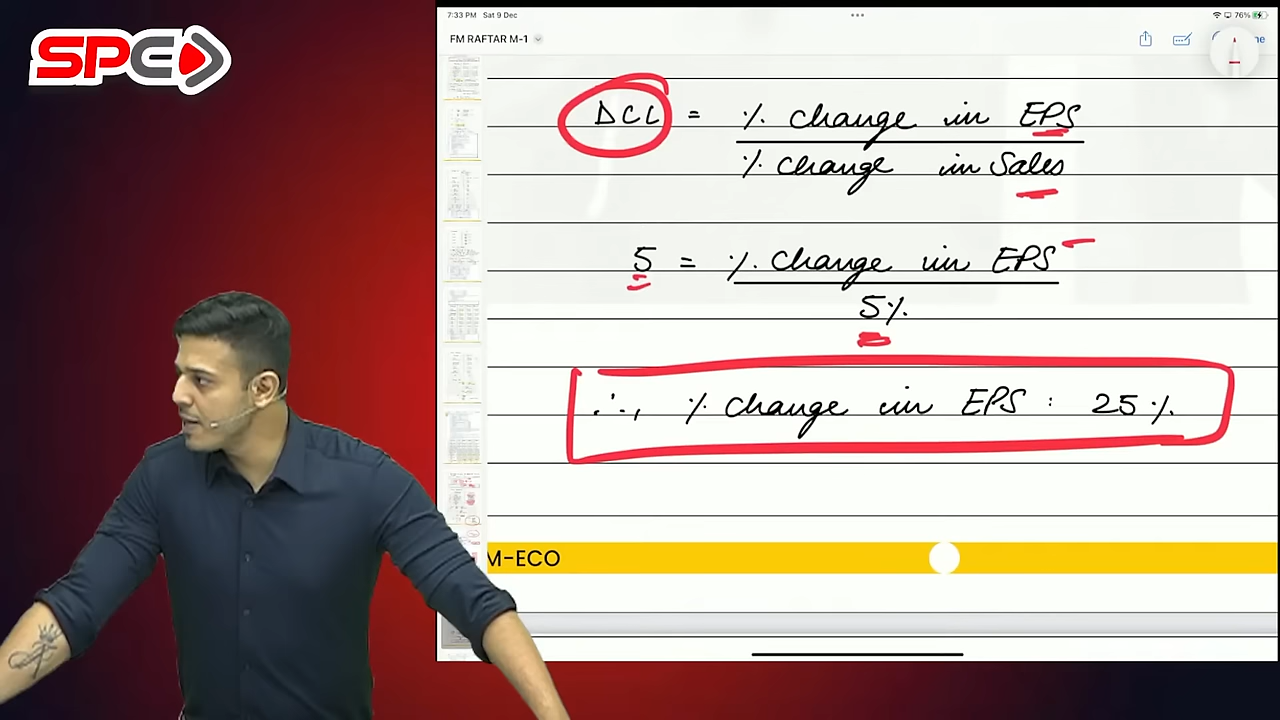 SPC
7:33 PM Sat 9 Dec
76%
FM RAFTAR M-1
DCL = % change in EPS
% change in Sales
5 = % change in EPS
5%
∴, % change in EPS : 25%
M-ECO